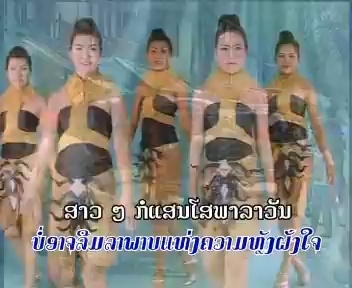 ສາວ ໆ ກໍແສນໂສພາລາວັນ
ບໍ່ອາຈລືມລາພາບແຫ່ງຄວາມຫຼັງຝັງໃຈ